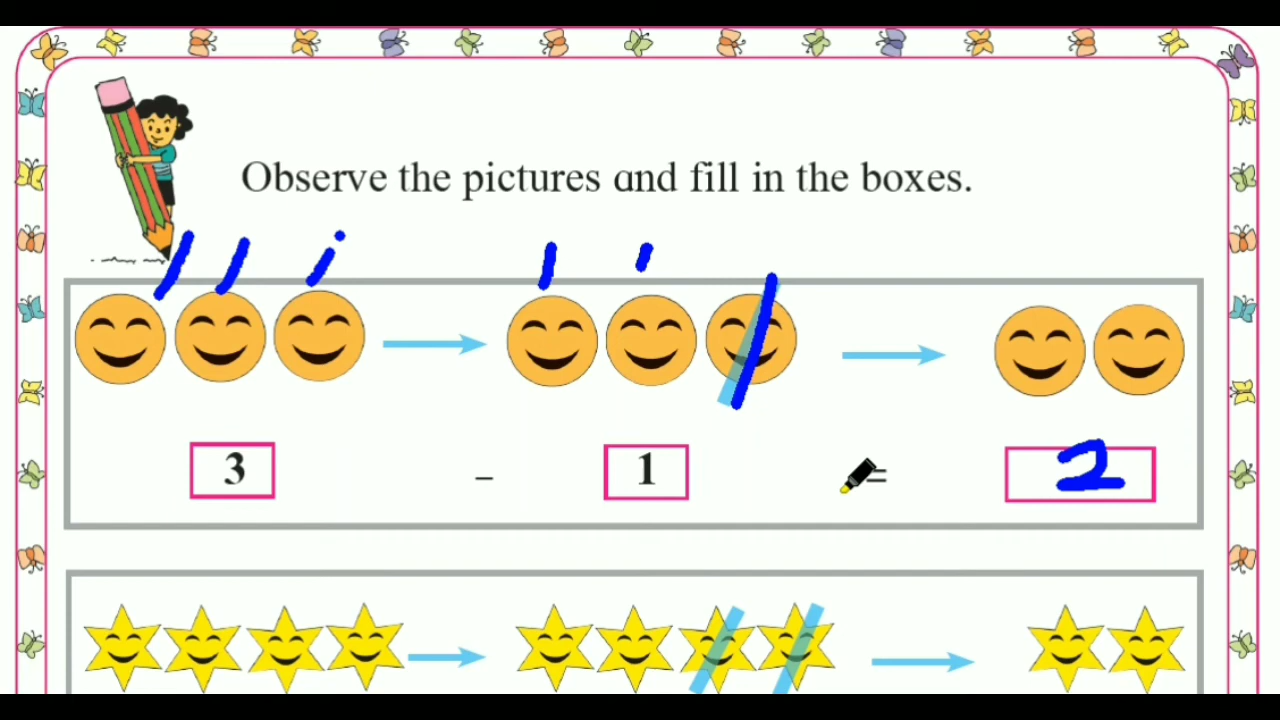 Observe the pictures and fill in the boxes.
3 – 1 = 2